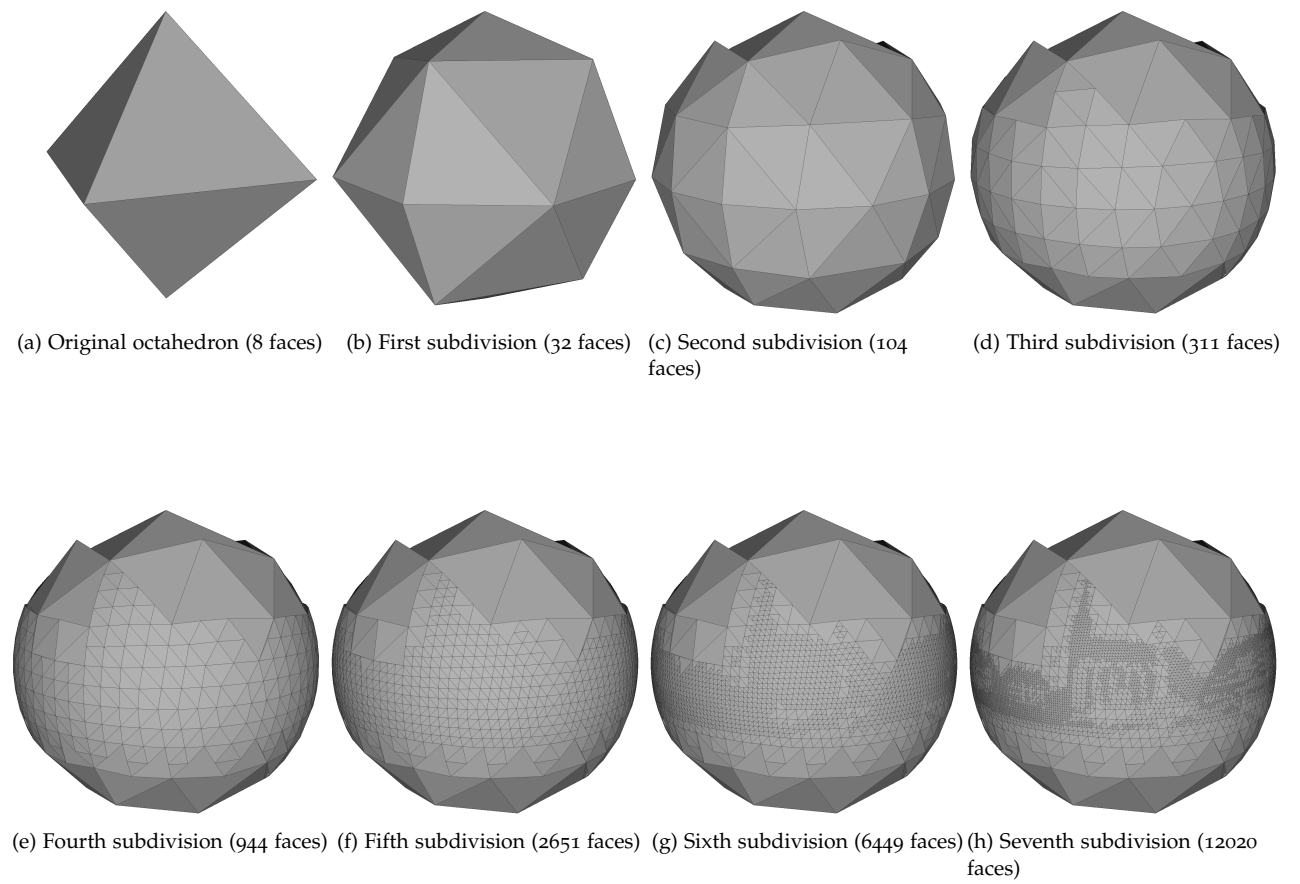 (a) Original octahedron (8 faces)
(b) First subdivision (32 faces)
(c) Second subdivision (104
faces)
(d) Third subdivision (311 faces)
(e) Fourth subdivision (944 faces)
(f) Fifth subdivision (2651 faces)
(g) Sixth subdivision (6449 faces)
(h) Seventh subdivision (12020
faces)